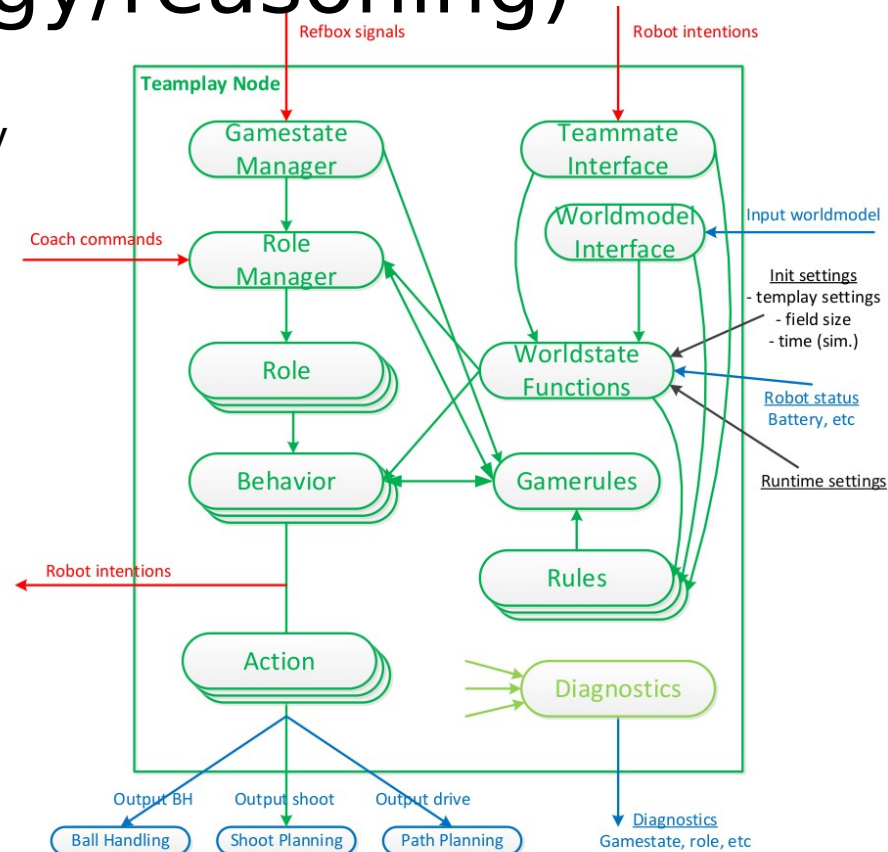 gy/reasoning)
y
Refbox signals
Robot intentions
Teamplay Node
Gamestate
Manager
Teammate
Interface
Worldmodel
Interface
Input worldmodel
Coach commands
Role
Manager
Init settings
- templay settings
- field size
- time (sim.)
Role
Worldstate
Functions
Robot status
Battery, etc
Behavior
Gamerules
Runtime settings
Robot intentions
Rules
Action
Diagnostics
Output BH
Output shoot
Output drive
Ball Handling
Shoot Planning
Path Planning
Diagnostics
Gamestate, role, etc